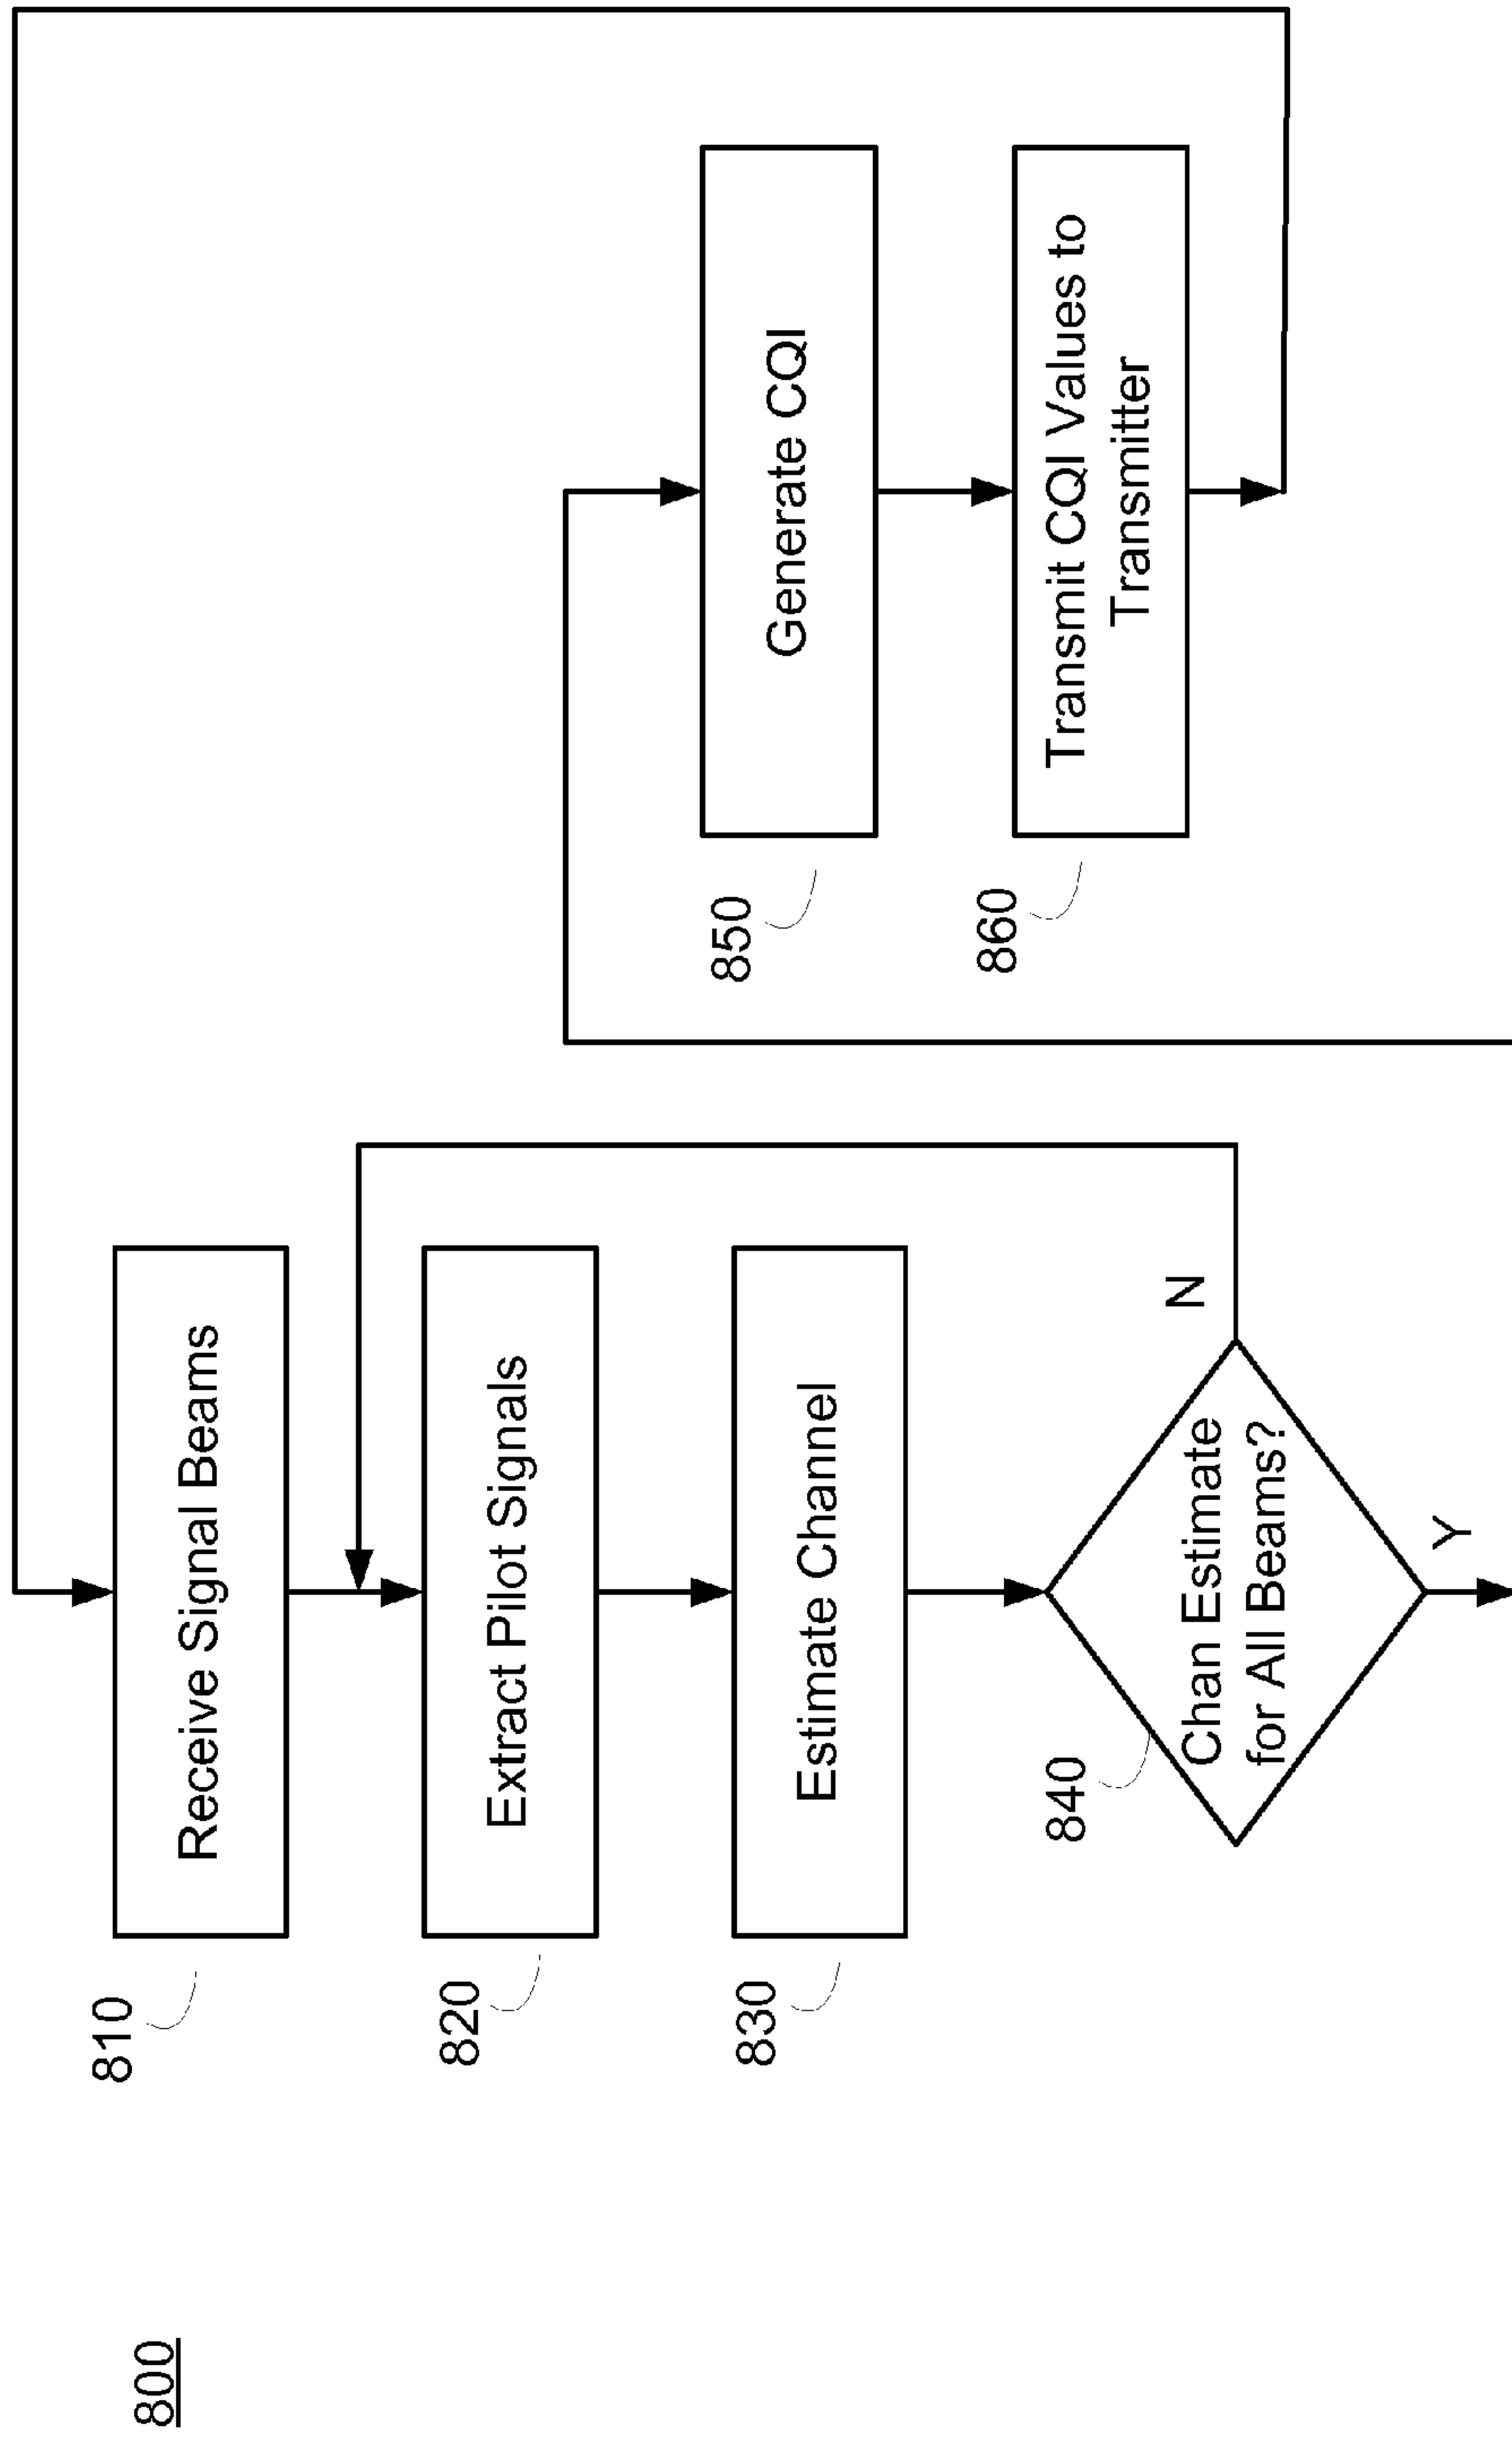 800
810
Receive Signal Beams
820
Extract Pilot Signals
830
Estimate Channel
840
Chan Estimate
for All Beams?
N
Y
850
Generate CQI
860
Transmit CQI Values to
Transmitter